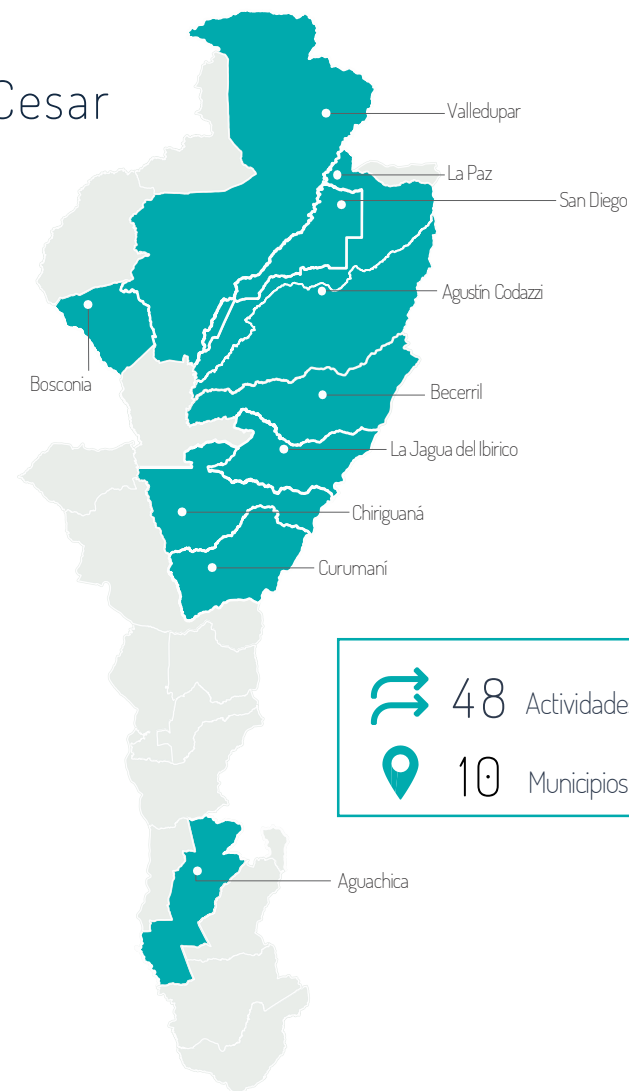 Cesar
Valledupar
La Paz
San Diego
Agustín Codazzi
Bosconia
Becerril
La Jagua del Ibirico
Chiriguaná
Curumaní
48 Actividade
10 Municipios
Aguachica